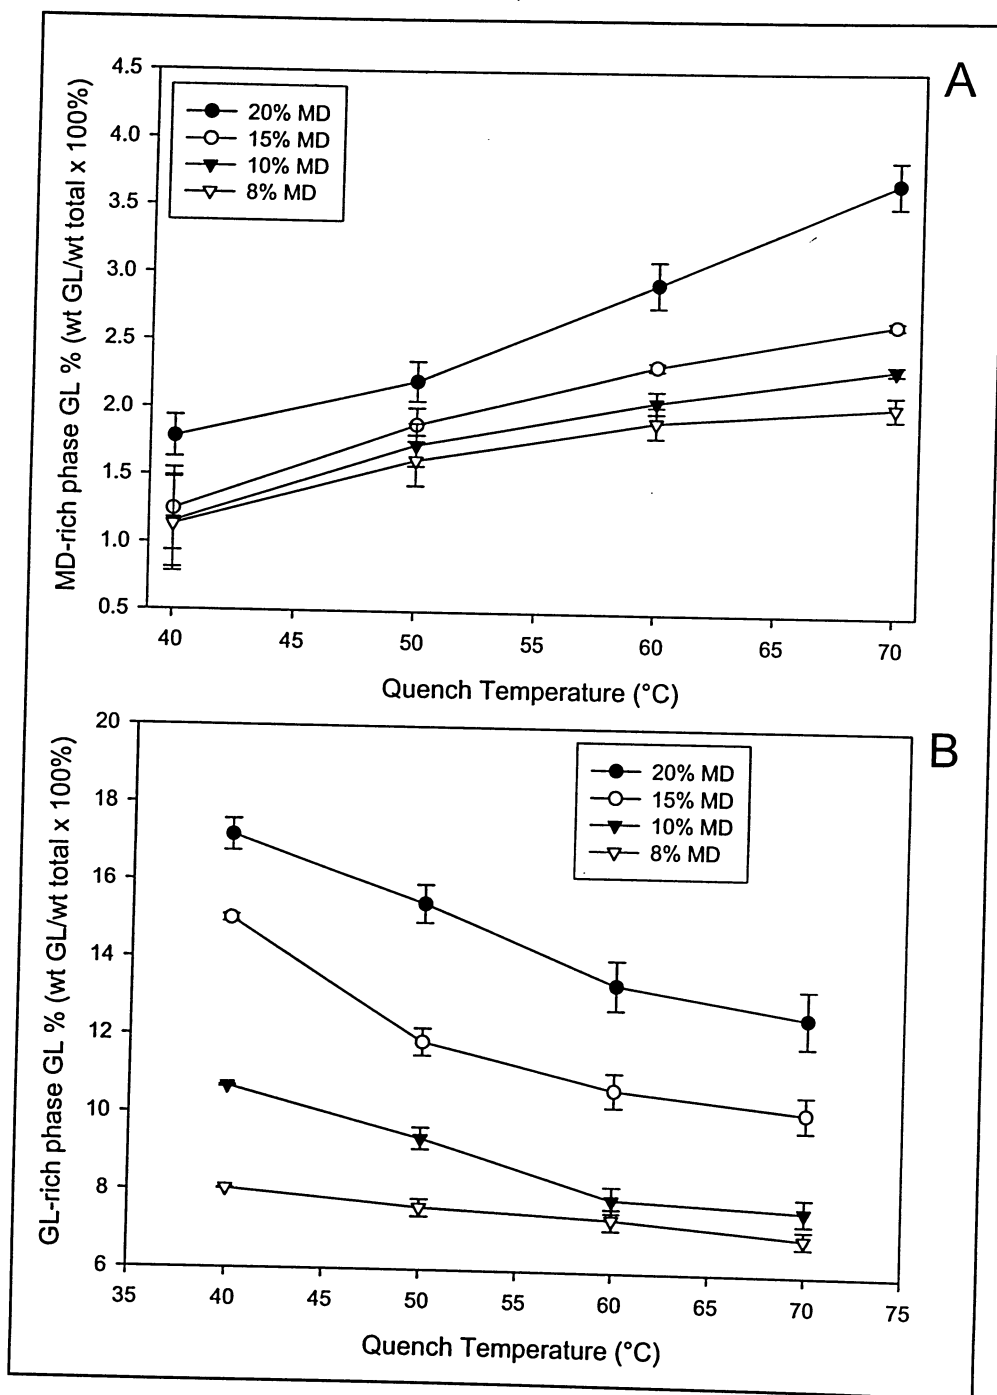 A
MD-rich phase GL % (wt GL/wt total x 100%)
4.5
4.0
3.5
3.0
2.5
2.0
1.5
1.0
0.5
20% MD
15% MD
10% MD
8% MD
40 45 50 55 60 65 70
Quench Temperature (°C)
B
GL-rich phase GL % (wt GL/wt total x 100%)
20
18
16
14
12
10
8
6
20% MD
15% MD
10% MD
8% MD
35 40 45 50 55 60 65 70 75
Quench Temperature (°C)